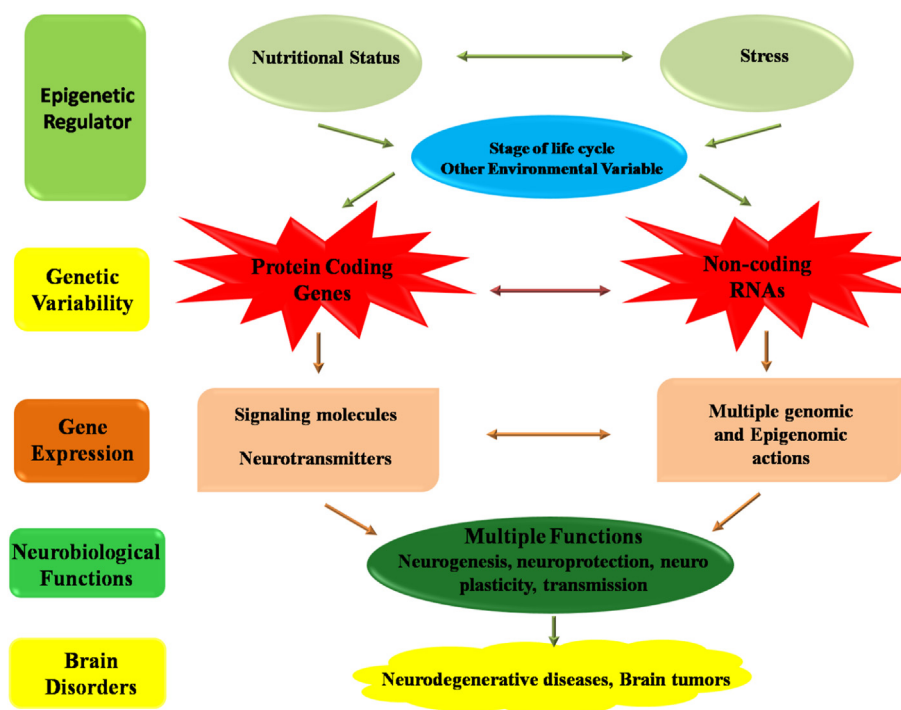 Epigenetic
Regulator
Nutritional Status
Stress
Stage of life cycle
Other Environmental Variable
Genetic
Variability
Protein Coding
Genes
Non-coding
RNAs
Gene
Expression
Signaling molecules
Neurotransmitters
Multiple genomic
and Epigenomic
actions
Neurobiological
Functions
Multiple Functions
Neurogenesis, neuroprotection, neuro
plasticity, transmission
Brain
Disorders
Neurodegenerative diseases, Brain tumors